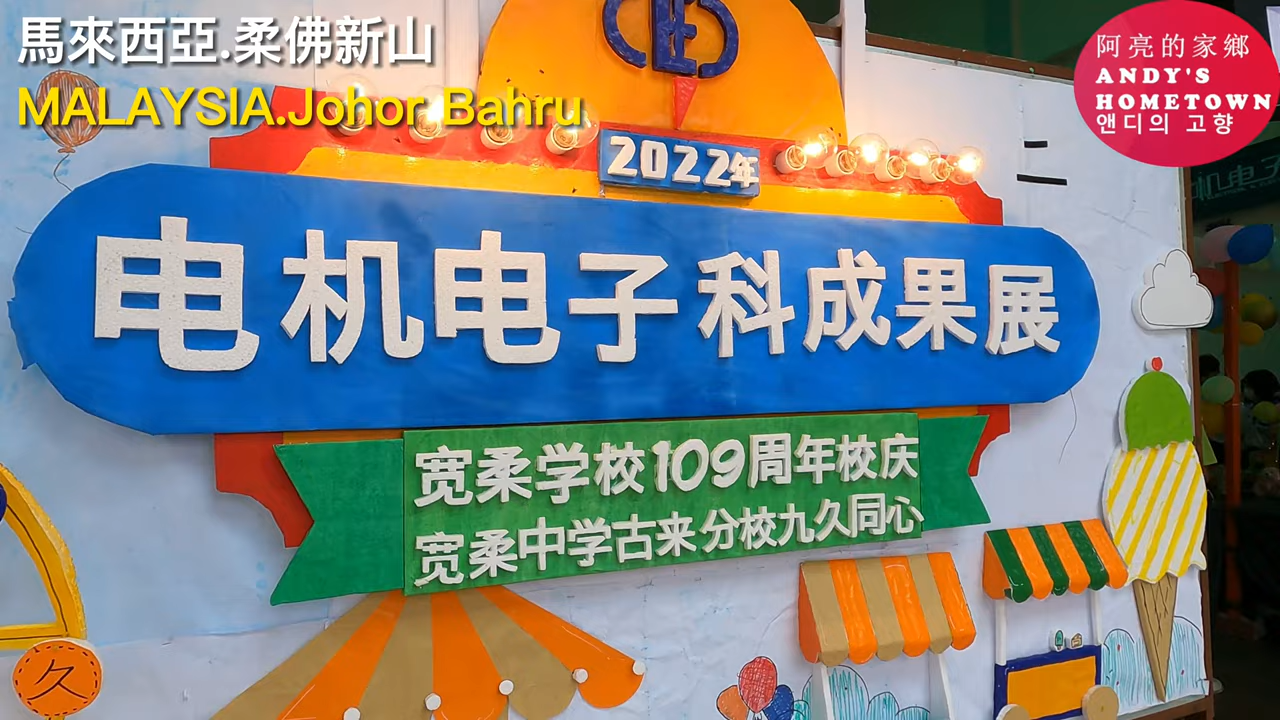 馬來西亞.柔佛新山
MALAYSIA.Johor Bahru
阿亮的家鄉
ANDY'S
HOMETOWN
앤디의 고향
2022年
电机电子科成果展
宽柔学校109周年校庆
宽柔中学古来分校九久同心
久
机电子